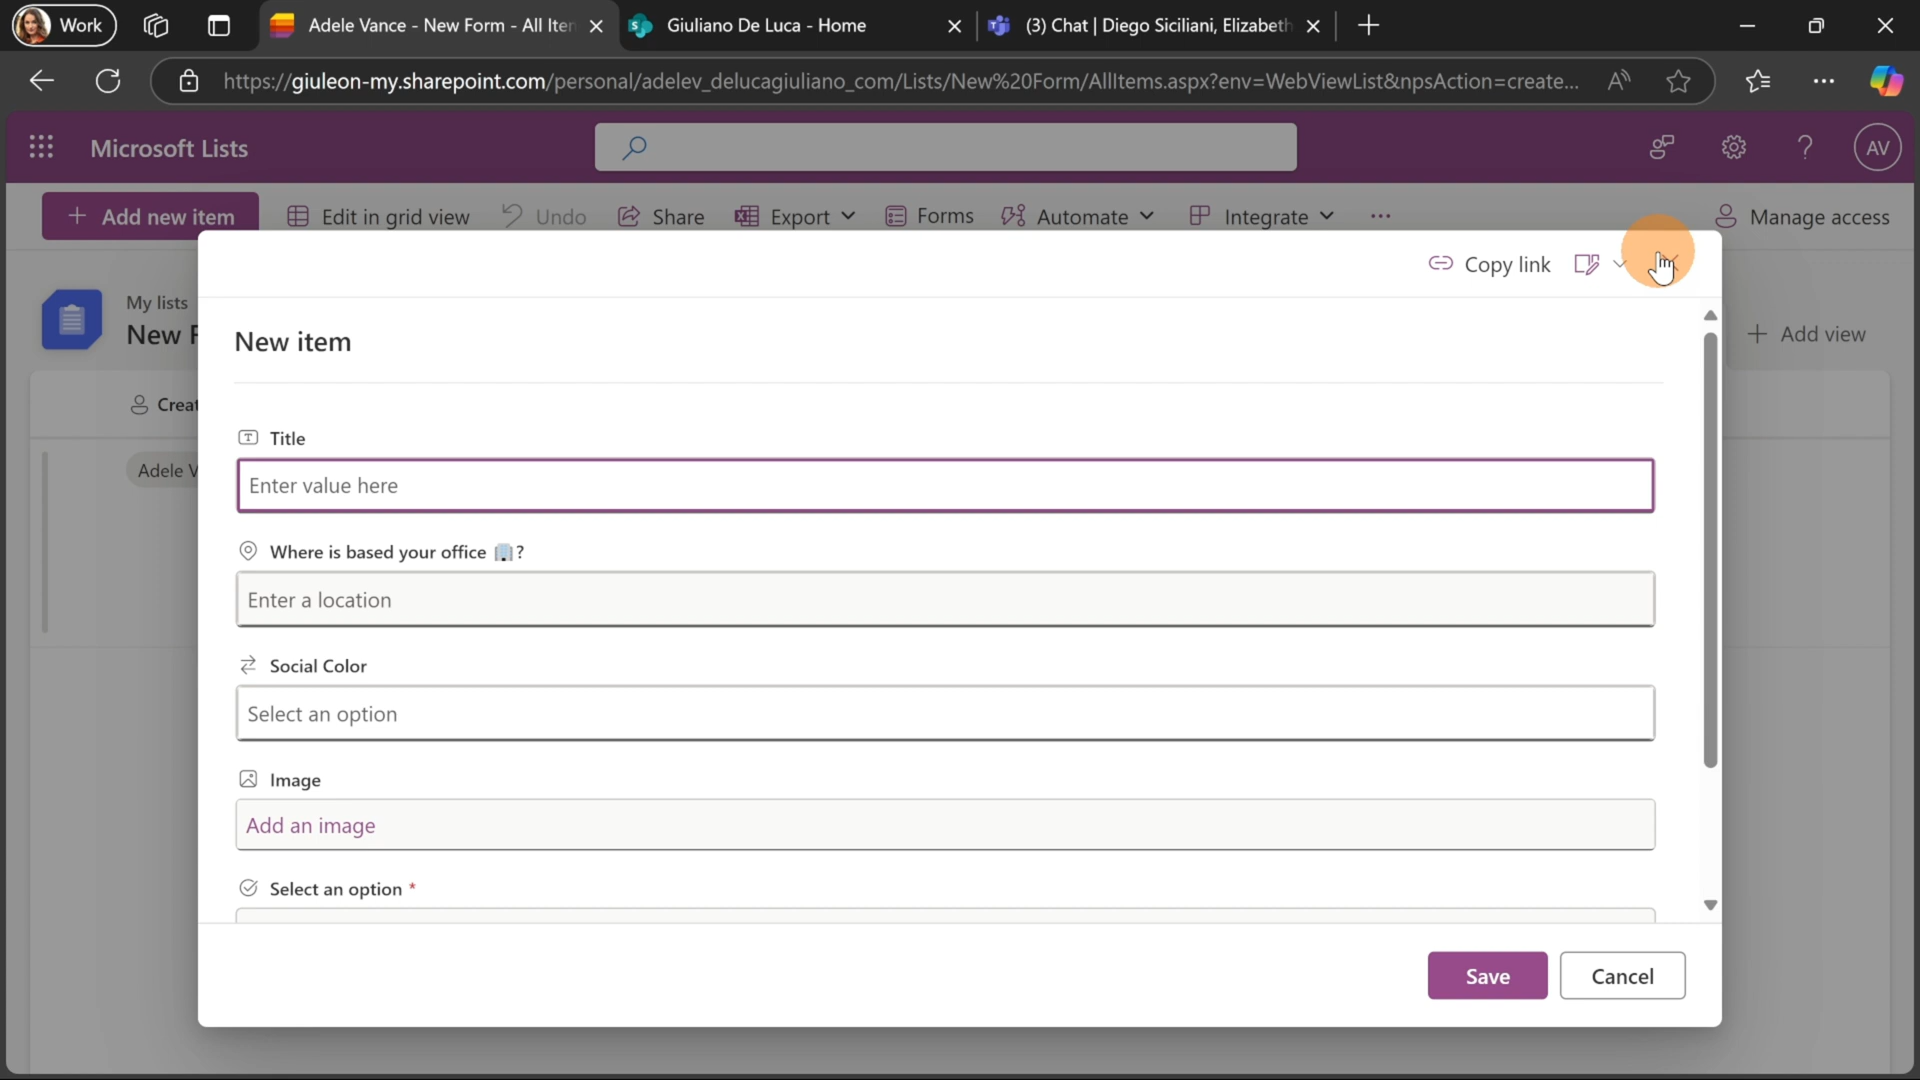 Work
Adele Vance - New Form - All Iten
Giuliano De Luca - Home
(3) Chat | Diego Siciliani, Elizabeth
https://giuleon-my.sharepoint.com/personal/adelev_delucagiuliano_com/Lists/New%20Form/AllItems.aspx?env=WebViewList&npsAction=create...
Microsoft Lists
AV
Add new item
Edit in grid view
Undo
Share
Export
Forms
Automate
Integrate
Manage access
Copy link
My lists
New F
Add view
New item
Creat
Title
Adele V
Enter value here
Where is based your office 🏢?
Enter a location
Social Color
Select an option
Image
Add an image
Select an option *
Save
Cancel